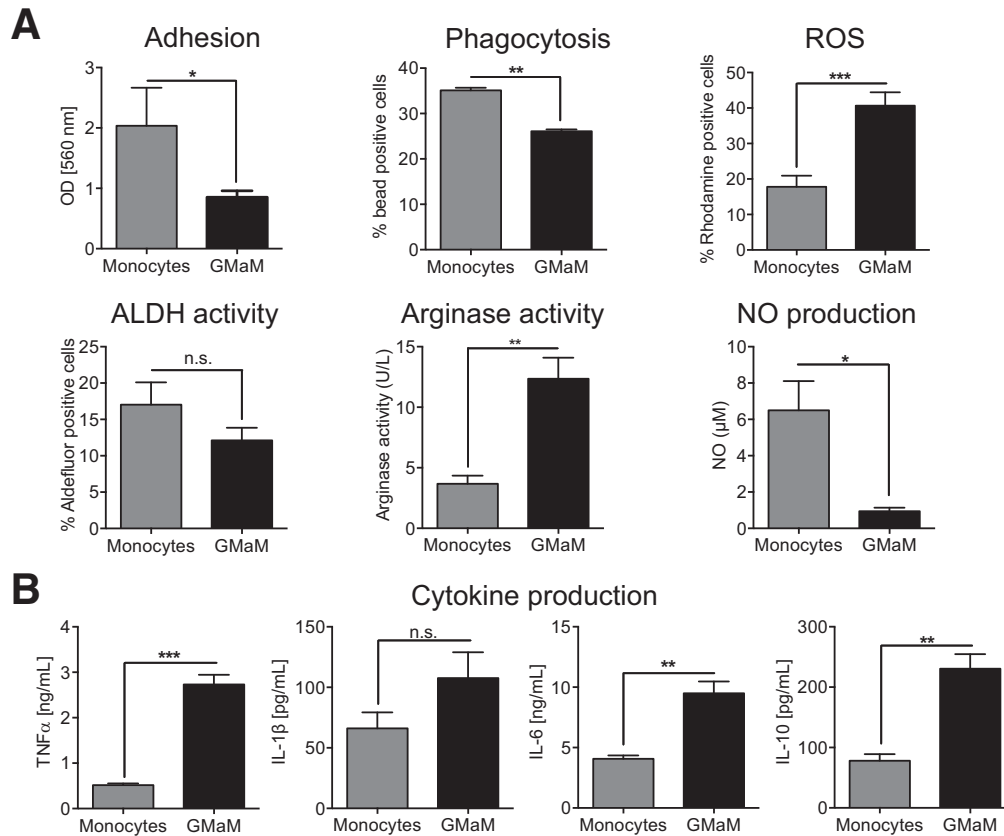 A
Adhesion
OD [560 nm]
3
2
1
0
*
Monocytes GMaM
Phagocytosis
% bead positive cells
40
30
20
10
0
**
Monocytes GMaM
ROS
% Rhodamine positive cells
50
40
30
20
10
0
***
Monocytes GMaM
ALDH activity
% Aldefluor positive cells
25
20
15
10
5
0
n.s.
Monocytes GMaM
Arginase activity
Arginase activity (U/L)
15
10
5
0
**
Monocytes GMaM
NO production
NO (µM)
10
8
6
4
2
0
*
Monocytes GMaM
B
Cytokine production
TNFα [ng/mL]
4
3
2
1
0
***
Monocytes GMaM
IL-1β [pg/mL]
150
100
50
0
n.s.
Monocytes GMaM
IL-6 [ng/mL]
15
10
5
0
**
Monocytes GMaM
IL-10 [pg/mL]
300
200
100
0
**
Monocytes GMaM